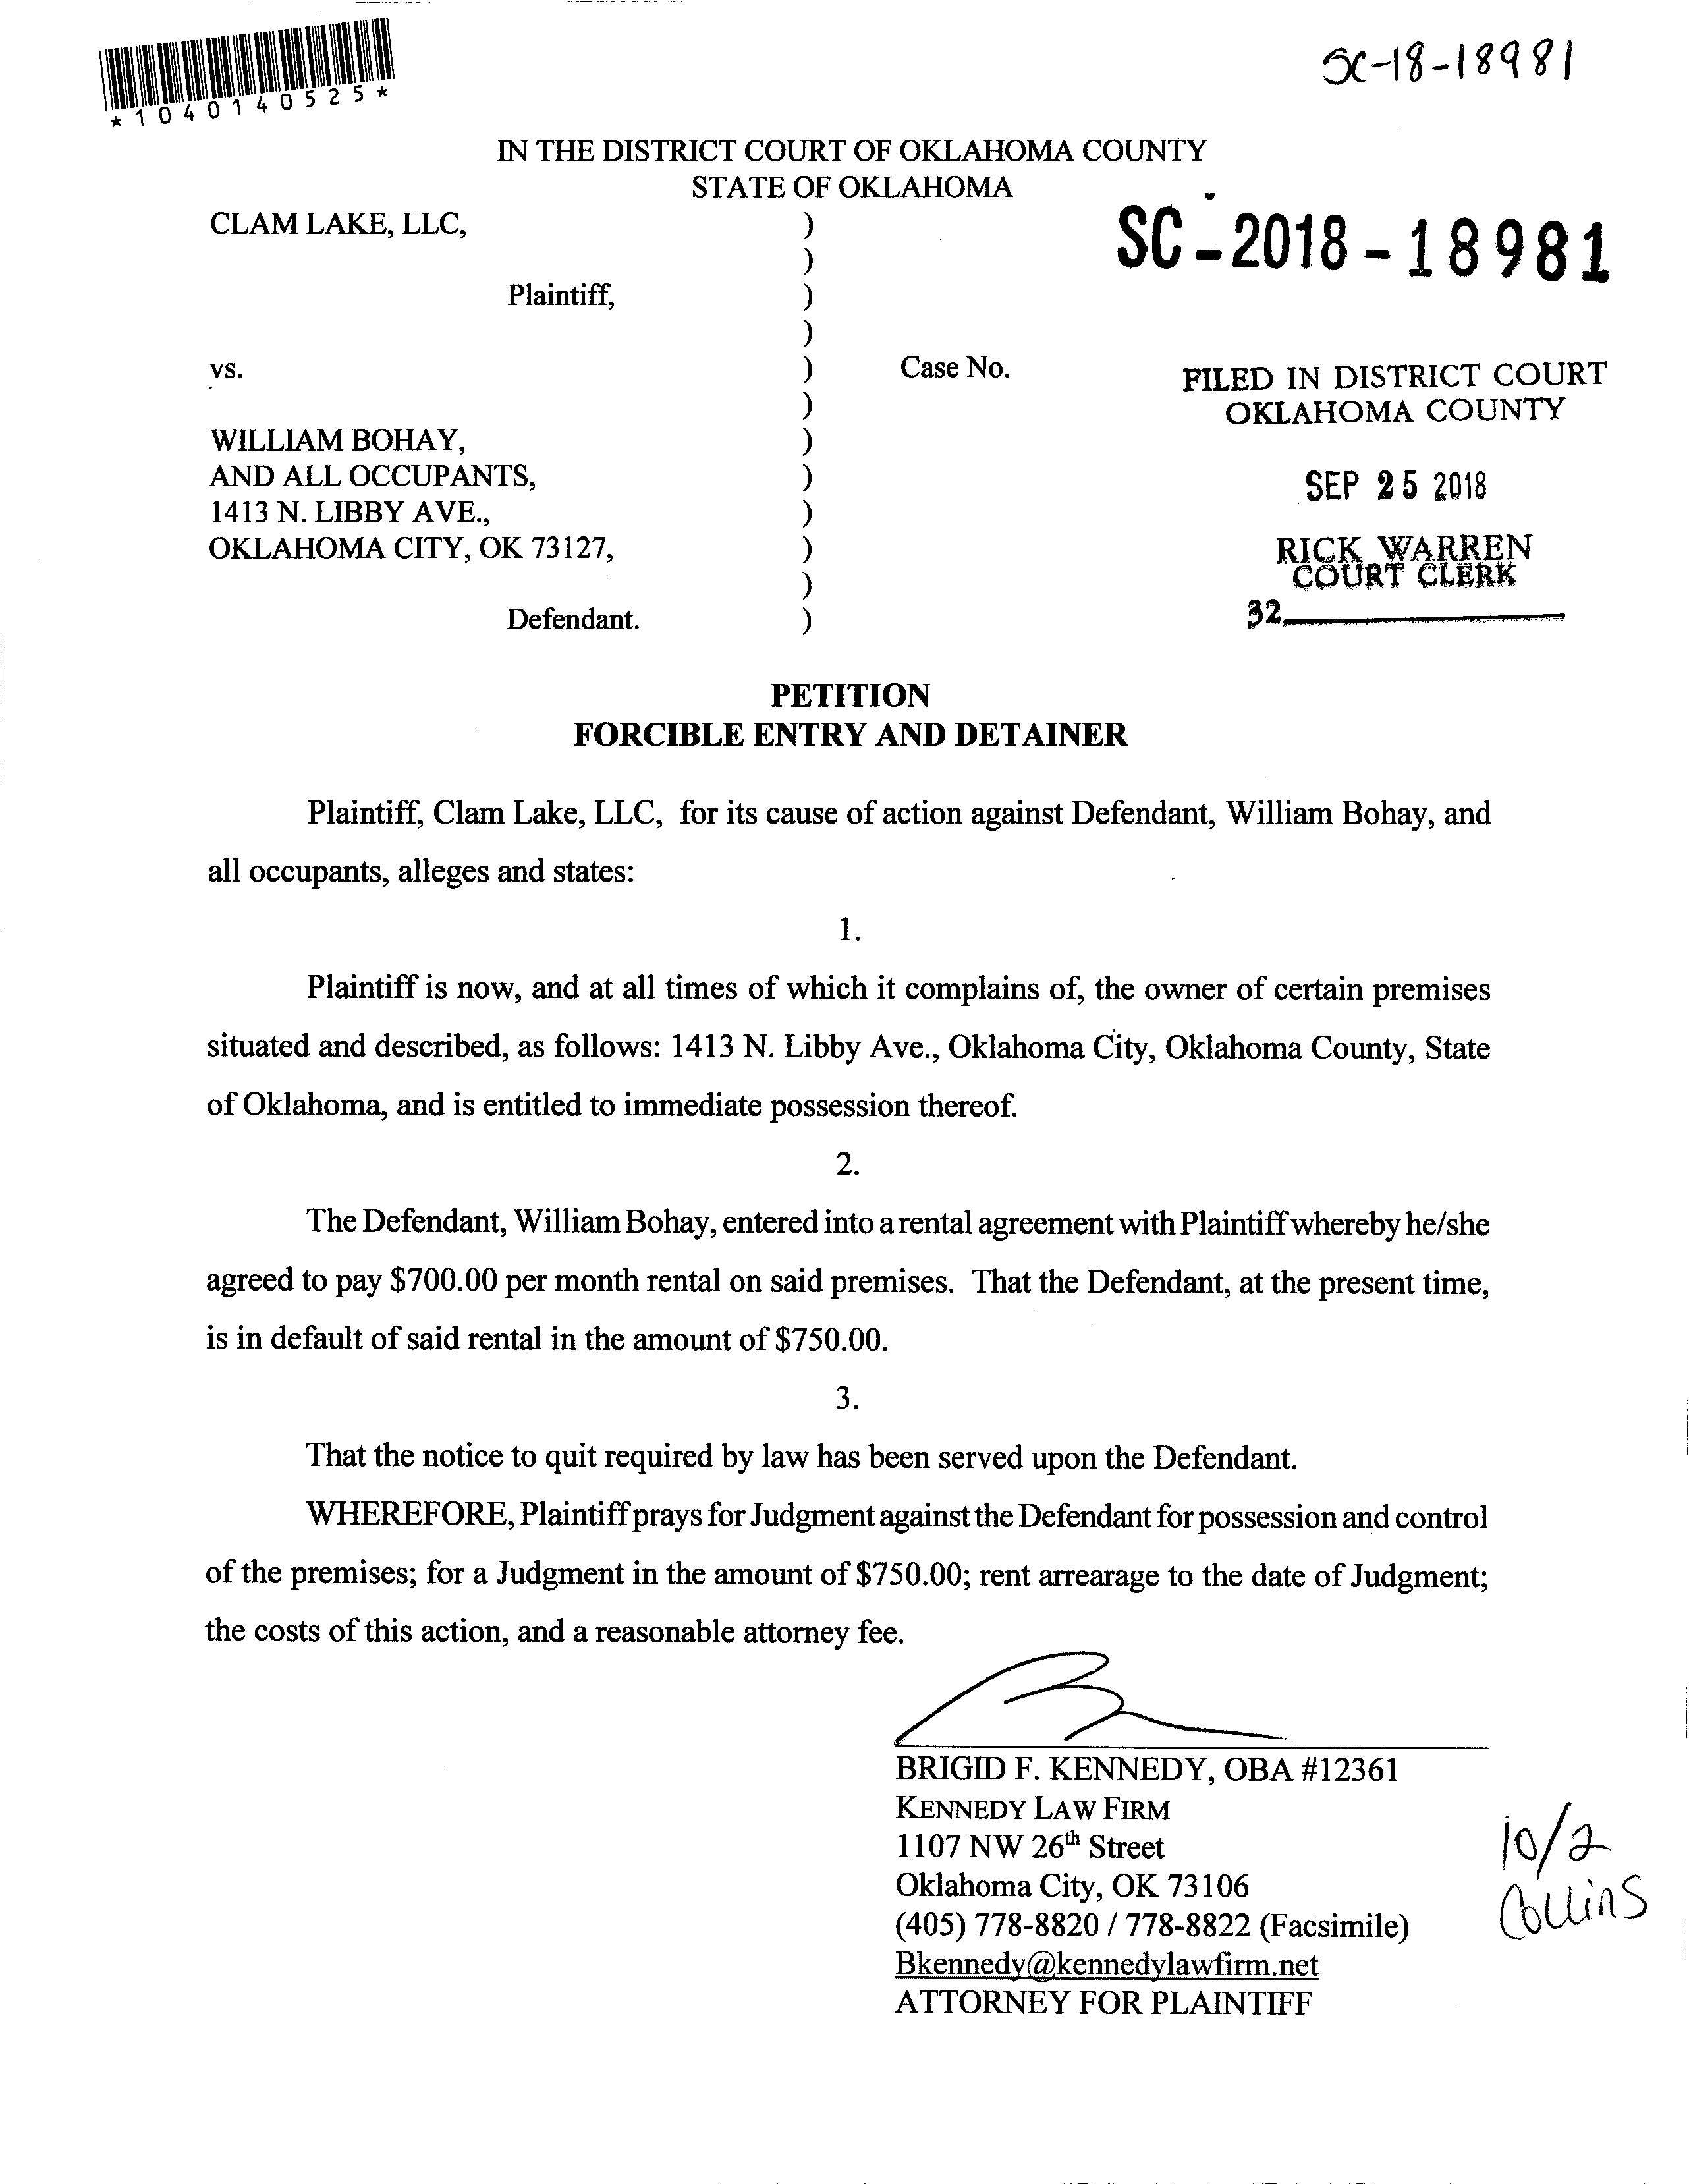 *1040140525*
SC-18-18981
IN THE DISTRICT COURT OF OKLAHOMA COUNTY
STATE OF OKLAHOMA
CLAM LAKE, LLC, )
)
Plaintiff, )
)
vs. ) Case No.
)
WILLIAM BOHAY, )
AND ALL OCCUPANTS, )
1413 N. LIBBY AVE., )
OKLAHOMA CITY, OK 73127, )
)
Defendant. )
SC-2018-18981
FILED IN DISTRICT COURT
OKLAHOMA COUNTY
SEP 25 2018
RICK WARREN
COURT CLERK
32
PETITION
FORCIBLE ENTRY AND DETAINER
Plaintiff, Clam Lake, LLC, for its cause of action against Defendant, William Bohay, and
all occupants, alleges and states:
1.
Plaintiff is now, and at all times of which it complains of, the owner of certain premises
situated and described, as follows: 1413 N. Libby Ave., Oklahoma City, Oklahoma County, State
of Oklahoma, and is entitled to immediate possession thereof.
2.
The Defendant, William Bohay, entered into a rental agreement with Plaintiff whereby he/she
agreed to pay $700.00 per month rental on said premises. That the Defendant, at the present time,
is in default of said rental in the amount of $750.00.
3.
That the notice to quit required by law has been served upon the Defendant.
WHEREFORE, Plaintiff prays for Judgment against the Defendant for possession and control
of the premises; for a Judgment in the amount of $750.00; rent arrearage to the date of Judgment;
the costs of this action, and a reasonable attorney fee.
BRIGID F. KENNEDY, OBA #12361
KENNEDY LAW FIRM
1107 NW 26th Street
Oklahoma City, OK 73106
(405) 778-8820 / 778-8822 (Facsimile)
Bkennedy@kennedylawfirm.net
ATTORNEY FOR PLAINTIFF
10/2
Collins